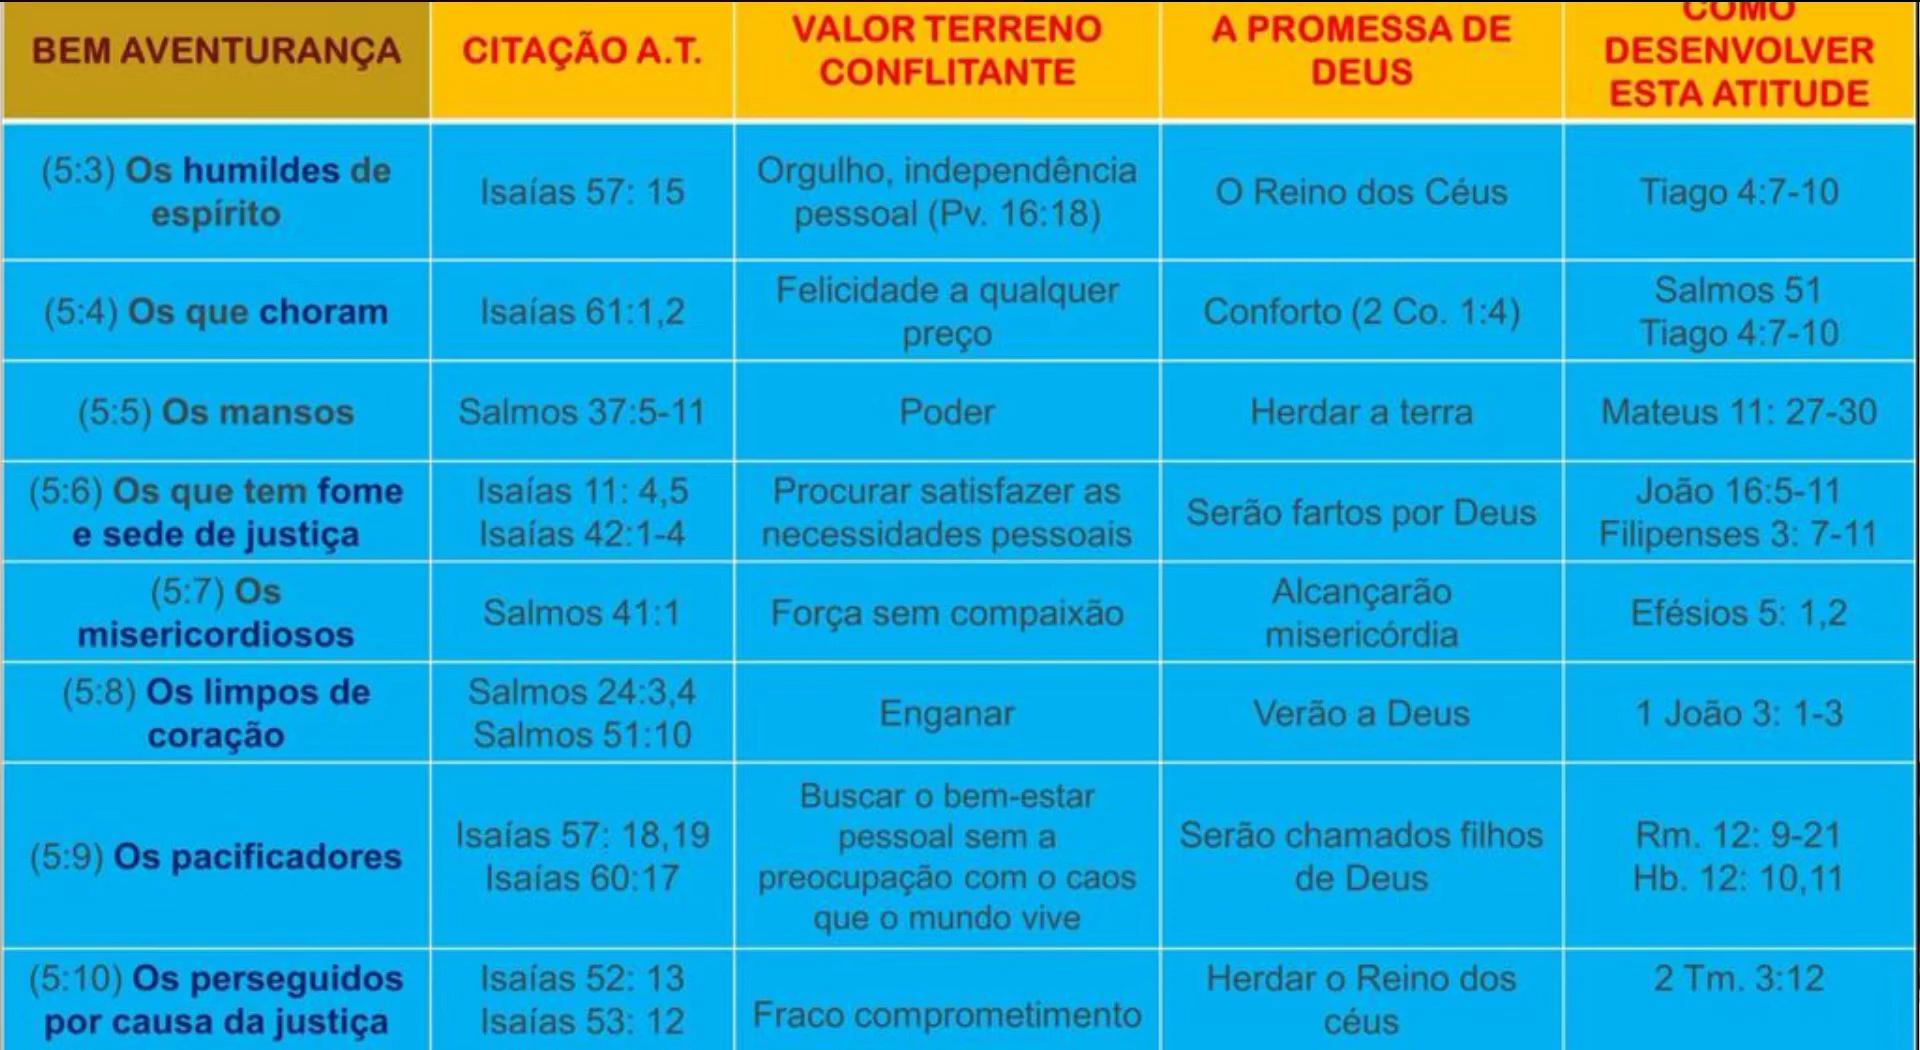 BEM AVENTURANÇA
CITAÇÃO A.T.
VALOR TERRENO
CONFLITANTE
A PROMESSA DE
DEUS
COMO
DESENVOLVER
ESTA ATITUDE
(5:3) Os humildes de
espírito
Isaías 57: 15
Orgulho, independência
pessoal (Pv. 16:18)
O Reino dos Céus
Tiago 4:7-10
(5:4) Os que choram
Isaías 61:1,2
Felicidade a qualquer
preço
Conforto (2 Co. 1:4)
Salmos 51
Tiago 4:7-10
(5:5) Os mansos
Salmos 37:5-11
Poder
Herdar a terra
Mateus 11: 27-30
(5:6) Os que tem fome
e sede de justiça
Isaías 11: 4,5
Isaías 42:1-4
Procurar satisfazer as
necessidades pessoais
Serão fartos por Deus
João 16:5-11
Filipenses 3: 7-11
(5:7) Os
misericordiosos
Salmos 41:1
Força sem compaixão
Alcançarão
misericórdia
Efésios 5: 1,2
(5:8) Os limpos de
coração
Salmos 24:3,4
Salmos 51:10
Enganar
Verão a Deus
1 João 3: 1-3
(5:9) Os pacificadores
Isaías 57: 18,19
Isaías 60:17
Buscar o bem-estar
pessoal sem a
preocupação com o caos
que o mundo vive
Serão chamados filhos
de Deus
Rm. 12: 9-21
Hb. 12: 10,11
(5:10) Os perseguidos
por causa da justiça
Isaías 52: 13
Isaías 53: 12
Fraco comprometimento
Herdar o Reino dos
céus
2 Tm. 3:12